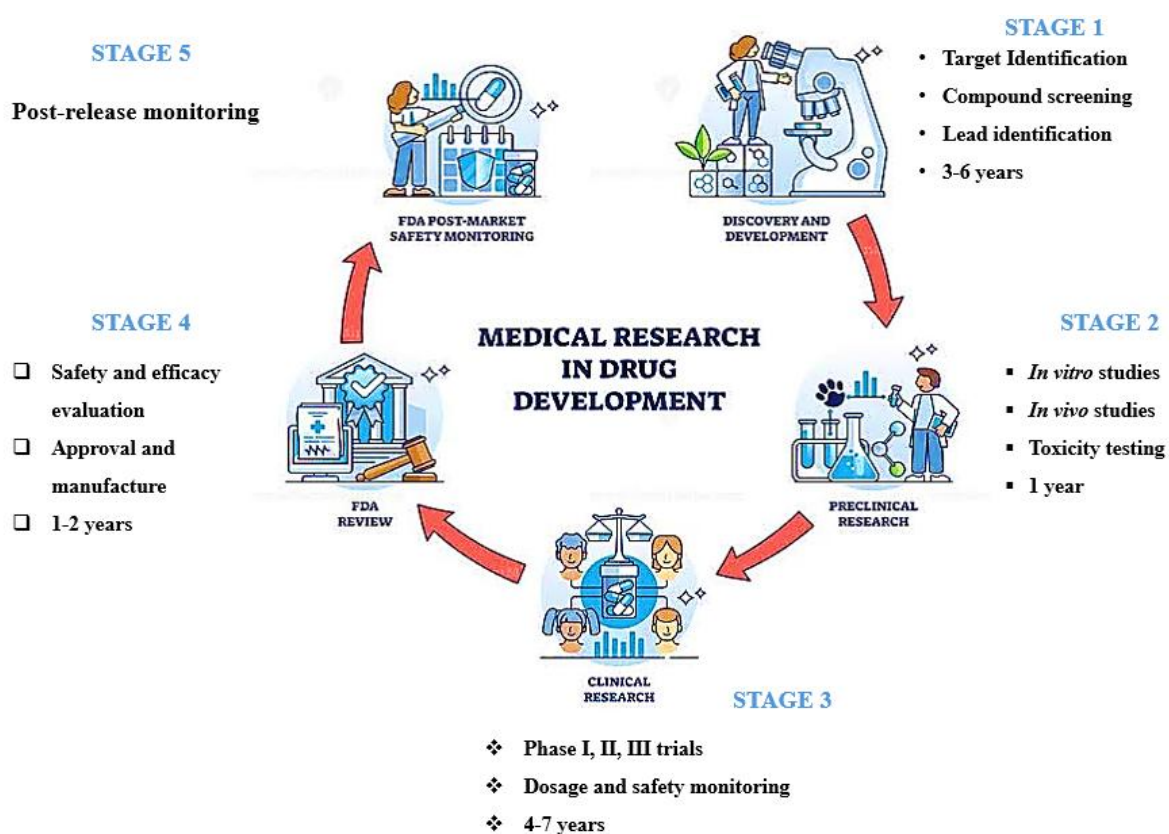 STAGE 1
• Target Identification
• Compound screening
• Lead identification
• 3-6 years
DISCOVERY AND
DEVELOPMENT
STAGE 2
▪ In vitro studies
▪ In vivo studies
▪ Toxicity testing
▪ 1 year
PRECLINICAL
RESEARCH
MEDICAL RESEARCH
IN DRUG
DEVELOPMENT
CLINICAL
RESEARCH
STAGE 3
❖ Phase I, II, III trials
❖ Dosage and safety monitoring
❖ 4-7 years
STAGE 4
❑ Safety and efficacy
evaluation
❑ Approval and
manufacture
❑ 1-2 years
FDA
REVIEW
STAGE 5
Post-release monitoring
FDA POST-MARKET
SAFETY MONITORING